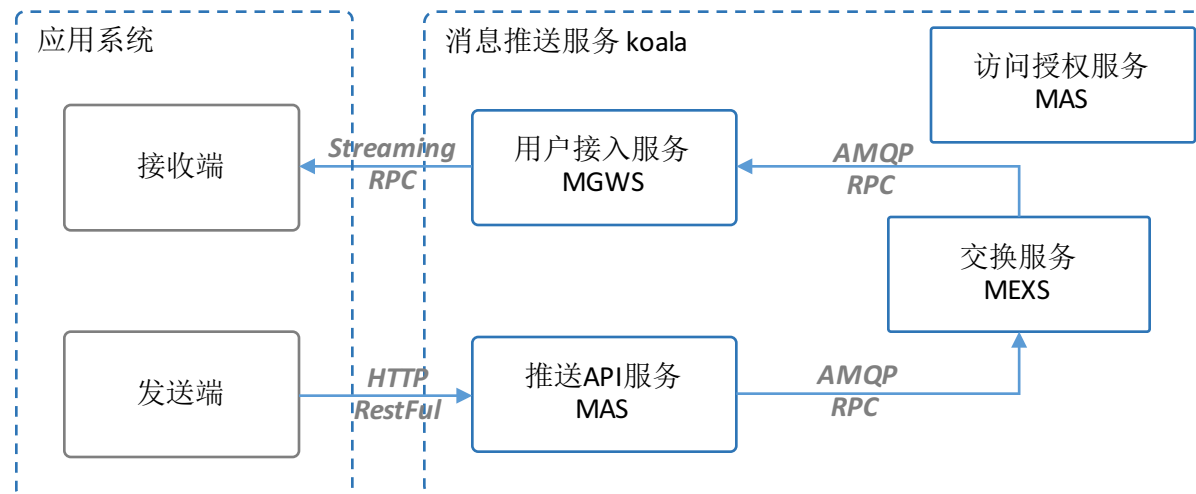 应用系统
消息推送服务 koala
访问授权服务
MAS
接收端
Streaming
RPC
用户接入服务
MGWS
AMQP
RPC
交换服务
MEXS
发送端
HTTP
RestFul
推送API服务
MAS
AMQP
RPC